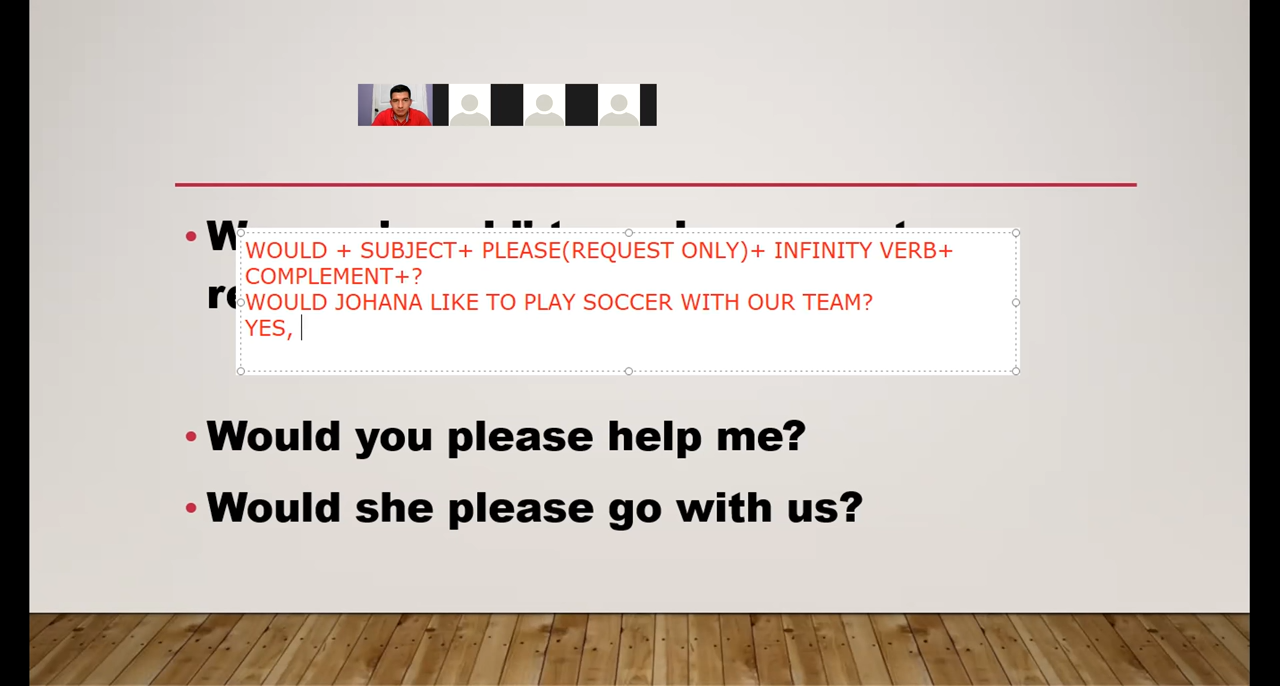 WOULD + SUBJECT+ PLEASE(REQUEST ONLY)+ INFINITY VERB+
COMPLEMENT+?
WOULD JOHANA LIKE TO PLAY SOCCER WITH OUR TEAM?
YES,
• Would you please help me?
• Would she please go with us?